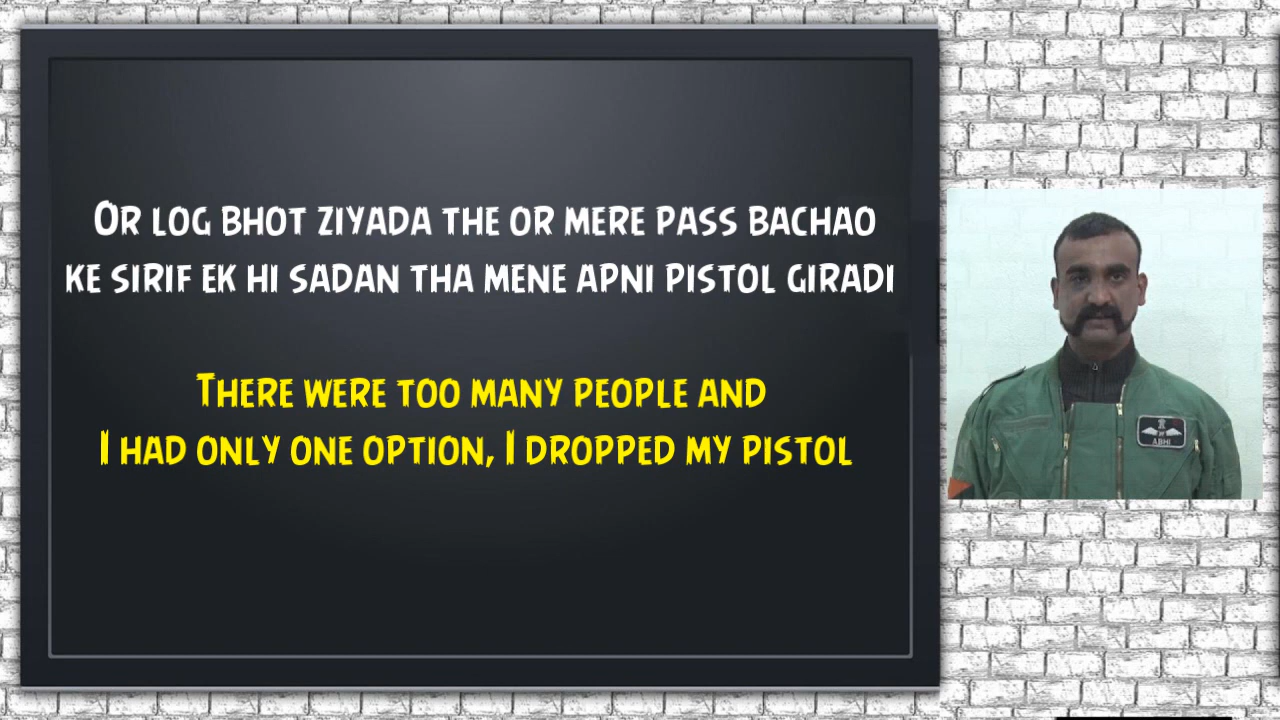 Or log bhot ziyada the or mere pass bachao
ke sirif ek hi sadan tha mene apni pistol giradi
There were too many people and
I had only one option, I dropped my pistol
ABHI